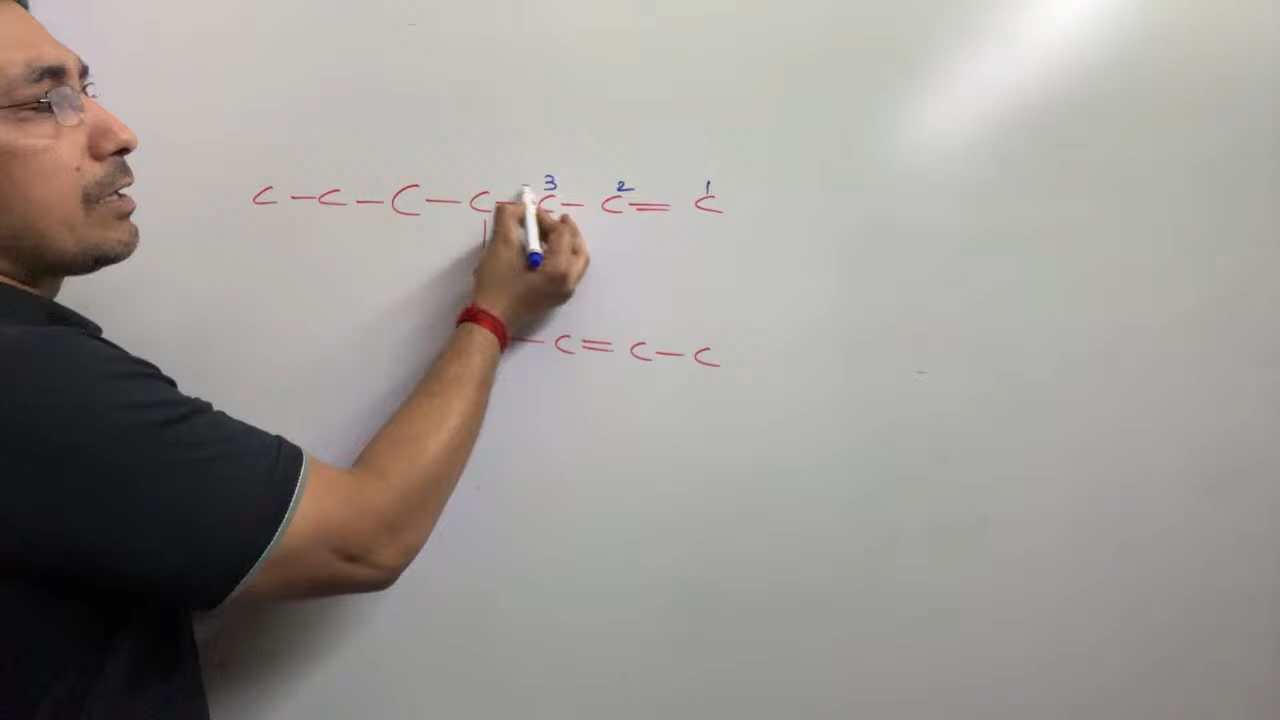 3 2 1
C – C – C – C – C – C = C
|
– C = C – C